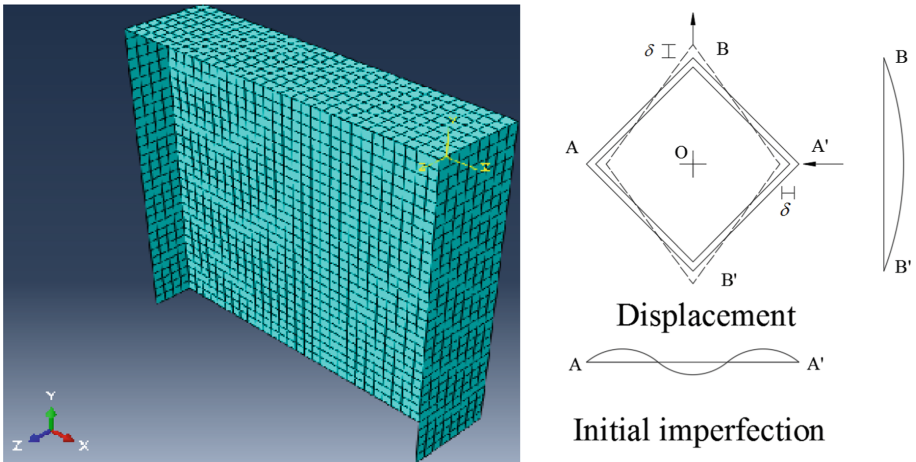 Y
Z
X
Y
Z
X
δ
B
A
O
A'
δ
B'
B
B'
Displacement
A
A'
Initial imperfection